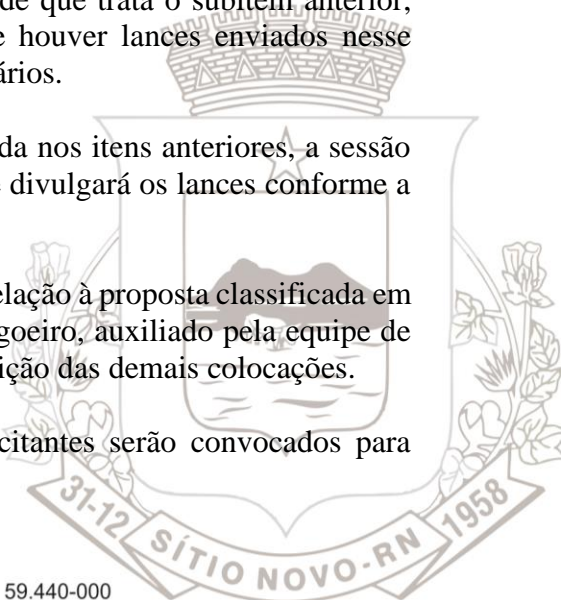 de que trata o subitem anterior,
e houver lances enviados nesse
ários.
da nos itens anteriores, a sessão
e divulgará os lances conforme a
elação à proposta classificada em
goeiro, auxiliado pela equipe de
ição das demais colocações.
citantes serão convocados para
31-12 SÍTIO NOVO-RN 1958
59.440-000